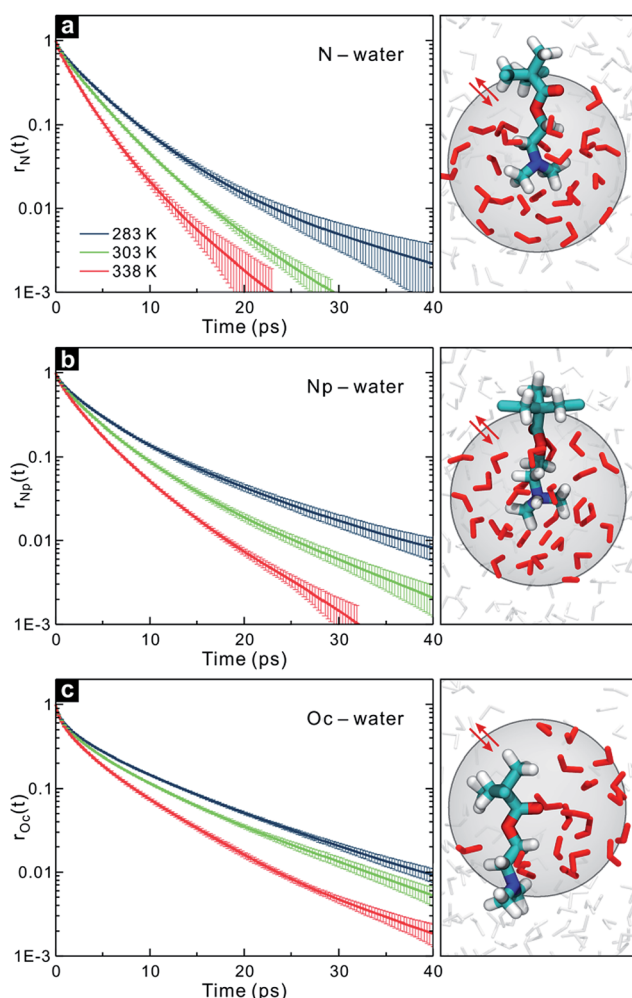 a
N – water
r_N(t)
1
0.1
0.01
1E-3
283 K
303 K
338 K
0 10 20 30 40
Time (ps)
b
Np – water
r_Np(t)
1
0.1
0.01
1E-3
0 10 20 30 40
Time (ps)
c
Oc – water
r_Oc(t)
1
0.1
0.01
1E-3
0 10 20 30 40
Time (ps)